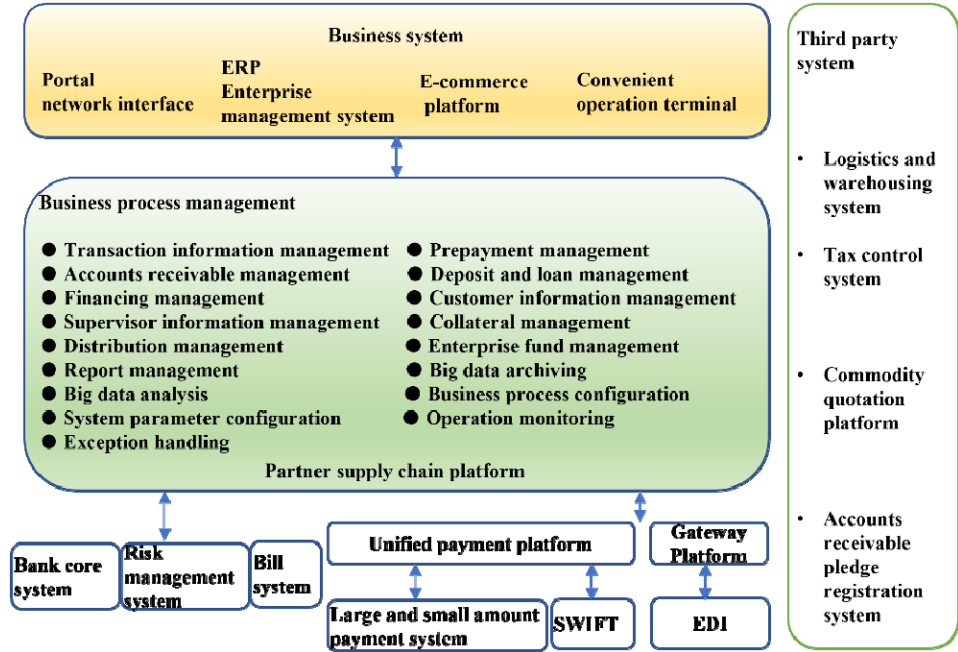 Business system
Portal
network interface
ERP
Enterprise
management system
E-commerce
platform
Convenient
operation terminal
Business process management
● Transaction information management
● Accounts receivable management
● Financing management
● Supervisor information management
● Distribution management
● Report management
● Big data analysis
● System parameter configuration
● Exception handling
● Prepayment management
● Deposit and loan management
● Customer information management
● Collateral management
● Enterprise fund management
● Big data archiving
● Business process configuration
● Operation monitoring
Partner supply chain platform
Bank core
system
Risk
management
system
Bill
system
Unified payment platform
Gateway
Platform
Large and small amount
payment system
SWIFT
EDI
Third party
system
• Logistics and
warehousing
system
• Tax control
system
• Commodity
quotation
platform
• Accounts
receivable
pledge
registration
system